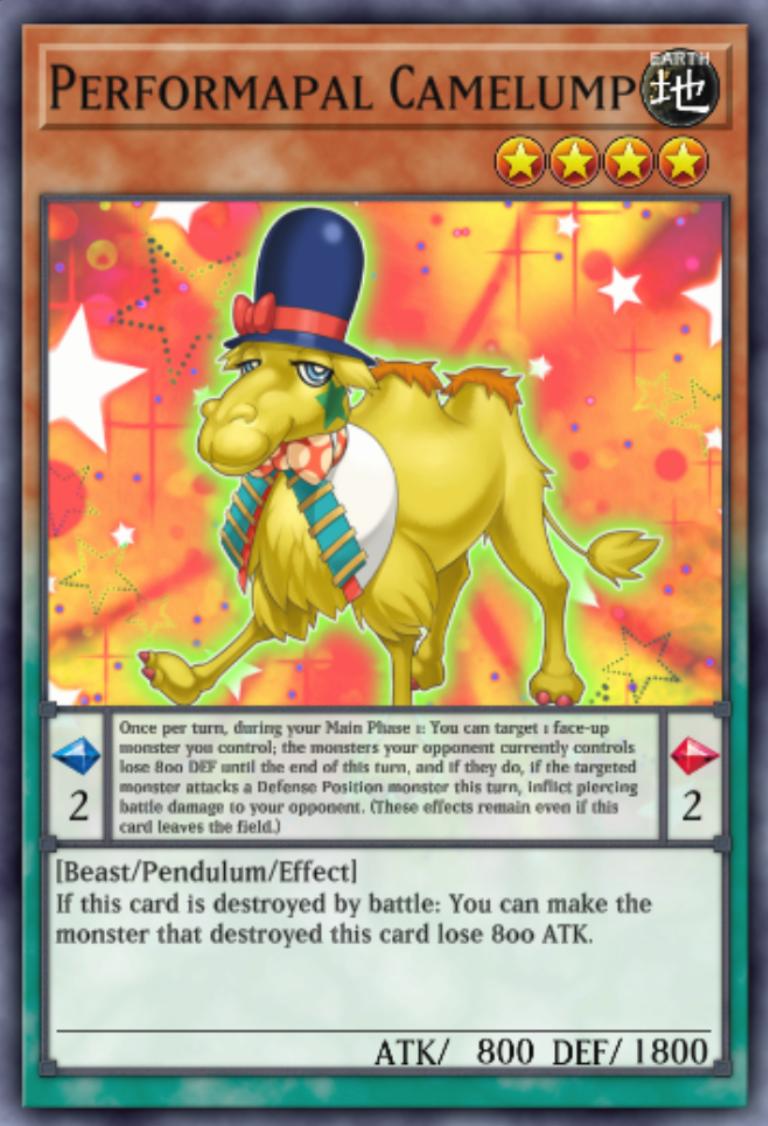 PERFORMAPAL CAMELUMP
EARTH
地
Once per turn, during your Main Phase 1: You can target 1 face-up
monster you control; the monsters your opponent currently controls
lose 800 DEF until the end of this turn, and if they do, if the targeted
monster attacks a Defense Position monster this turn, inflict piercing
battle damage to your opponent. (These effects remain even if this
card leaves the field.)
2
2
[Beast/Pendulum/Effect]
If this card is destroyed by battle: You can make the
monster that destroyed this card lose 800 ATK.
ATK/ 800 DEF/ 1800